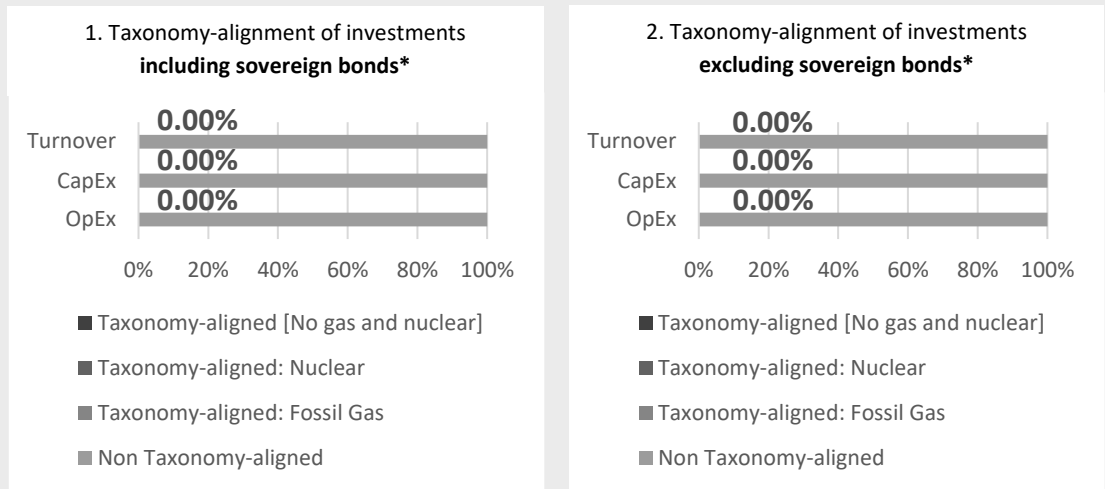 1. Taxonomy-alignment of investments
including sovereign bonds*
0.00%
Turnover
0.00%
CapEx
0.00%
OpEx
0% 20% 40% 60% 80% 100%
Taxonomy-aligned [No gas and nuclear]
Taxonomy-aligned: Nuclear
Taxonomy-aligned: Fossil Gas
Non Taxonomy-aligned
2. Taxonomy-alignment of investments
excluding sovereign bonds*
0.00%
Turnover
0.00%
CapEx
0.00%
OpEx
0% 20% 40% 60% 80% 100%
Taxonomy-aligned [No gas and nuclear]
Taxonomy-aligned: Nuclear
Taxonomy-aligned: Fossil Gas
Non Taxonomy-aligned